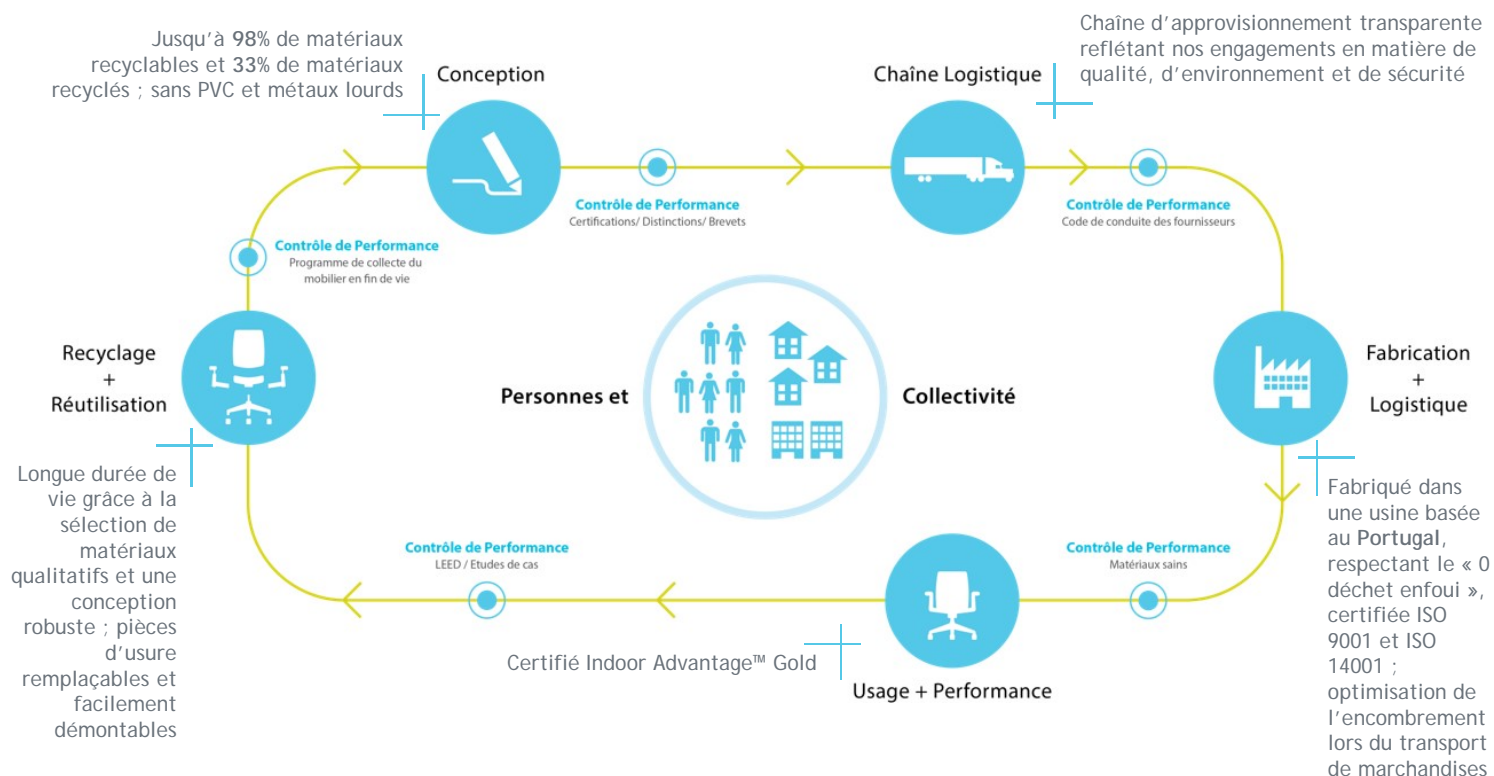 Jusqu'à 98% de matériaux
recyclables et 33% de matériaux
recyclés ; sans PVC et métaux lourds
Conception
Chaîne Logistique
Chaîne d'approvisionnement transparente
reflétant nos engagements en matière de
qualité, d'environnement et de sécurité
Contrôle de Performance
Certifications/ Distinctions/ Brevets
Contrôle de Performance
Code de conduite des fournisseurs
Contrôle de Performance
Programme de collecte du
mobilier en fin de vie
Recyclage
+
Réutilisation
Personnes et
Collectivité
Fabrication
+
Logistique
Longue durée de
vie grâce à la
sélection de
matériaux
qualitatifs et une
conception
robuste ; pièces
d'usure
remplaçables et
facilement
démontables
Fabriqué dans
une usine basée
au Portugal,
respectant le « 0
déchet enfoui »,
certifiée ISO
9001 et ISO
14001 ;
optimisation de
l'encombrement
lors du transport
de marchandises
Contrôle de Performance
LEED / Etudes de cas
Contrôle de Performance
Matériaux sains
Certifié Indoor Advantage™ Gold
Usage + Performance